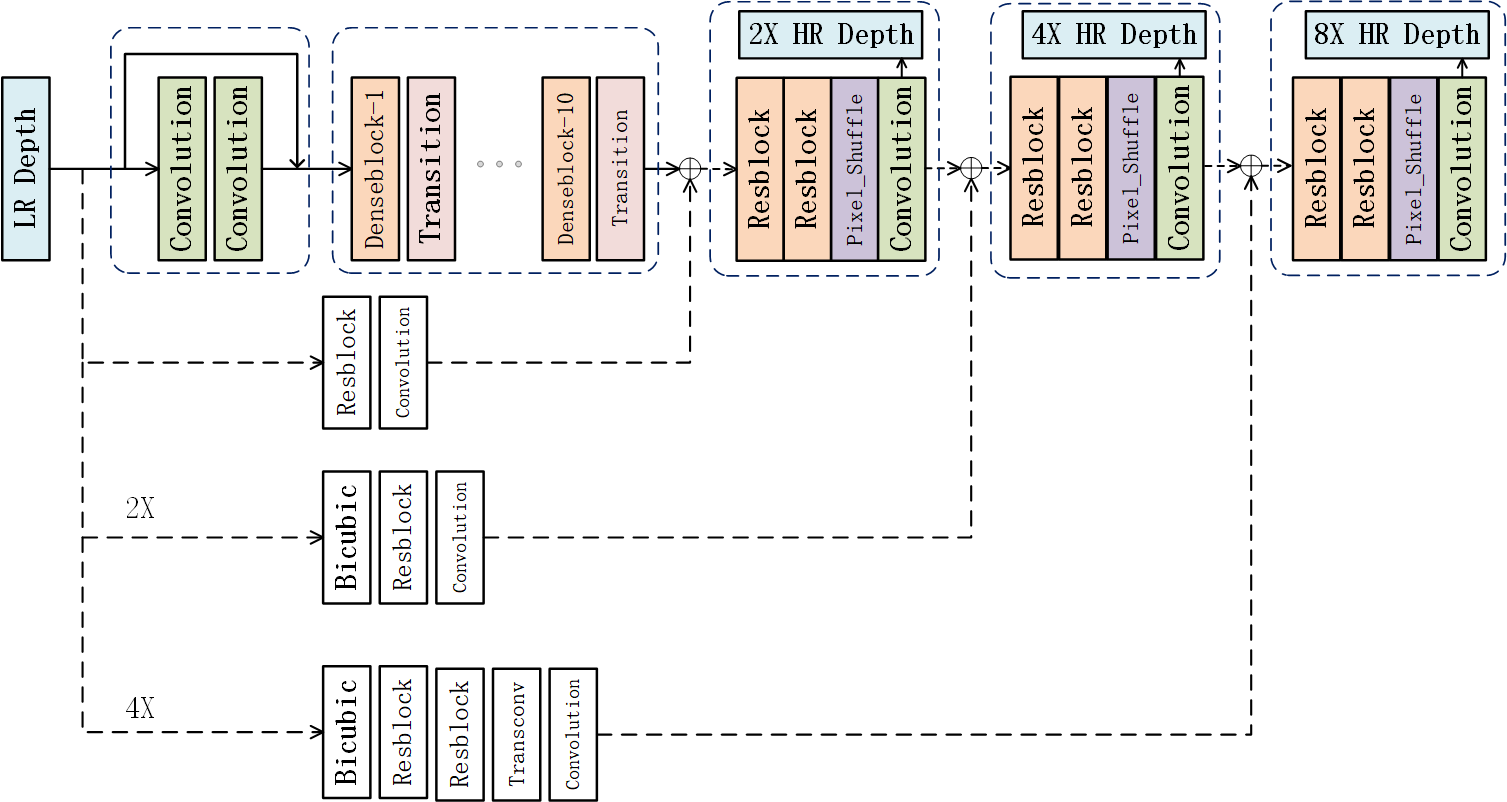 2X HR Depth
4X HR Depth
8X HR Depth
LR Depth
Convolution
Convolution
Denseblock-1
Transition
Denseblock-10
Transition
Resblock
Resblock
Pixel_Shuffle
Convolution
Resblock
Resblock
Pixel_Shuffle
Convolution
Resblock
Resblock
Pixel_Shuffle
Convolution
Resblock
Convolution
2X
Bicubic
Resblock
Convolution
4X
Bicubic
Resblock
Resblock
Transconv
Convolution